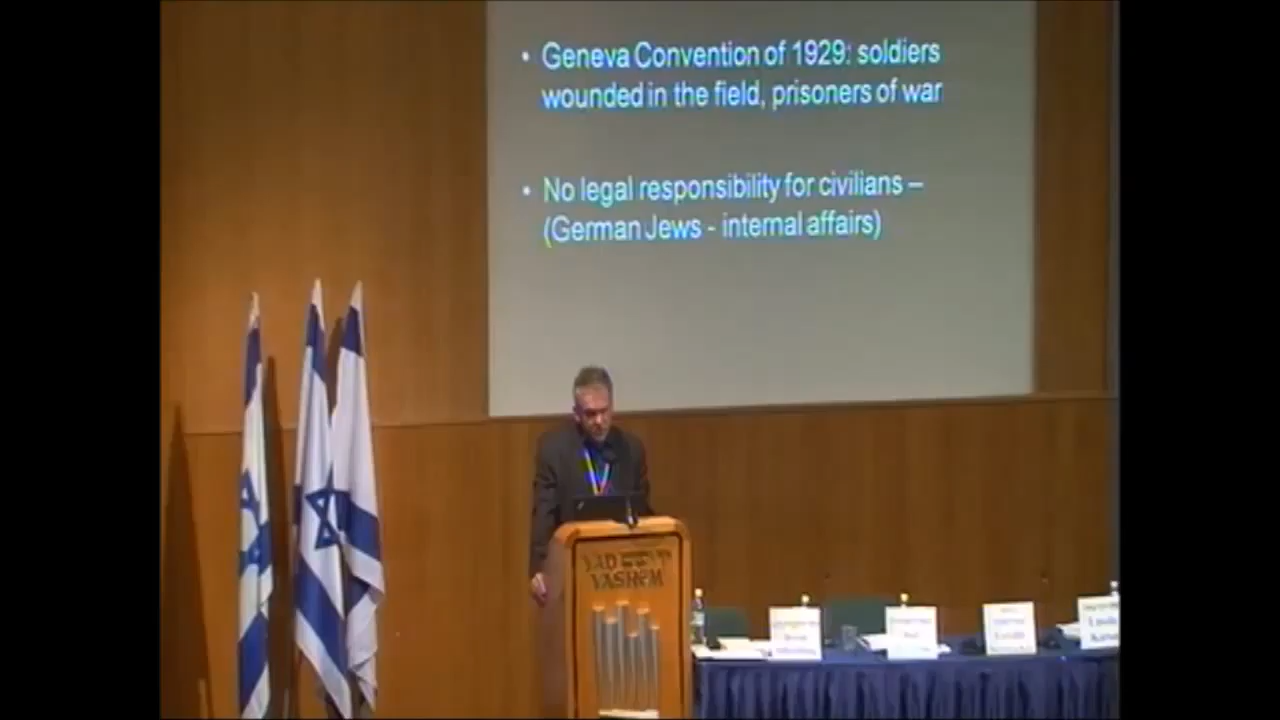 • Geneva Convention of 1929: soldiers
wounded in the field, prisoners of war
• No legal responsibility for civilians –
(German Jews - internal affairs)
YAD
VASHEM